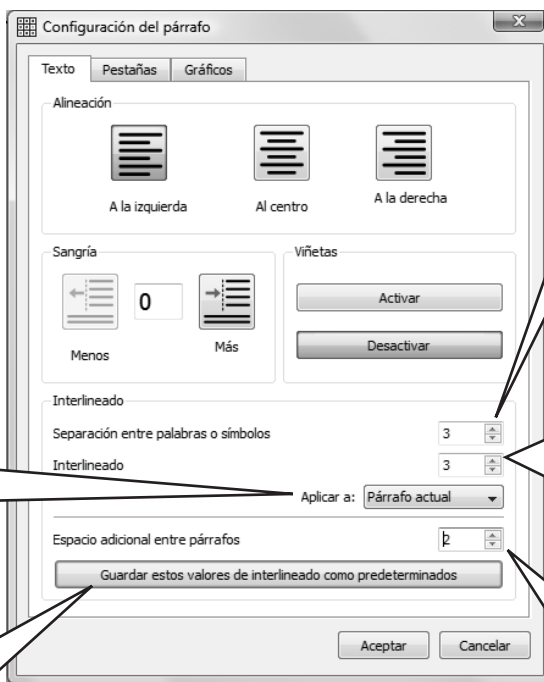 Configuración del párrafo
Texto Pestañas Gráficos
Alineación
A la izquierda Al centro A la derecha
Sangría Viñetas
0
Menos Más
Activar
Desactivar
Interlineado
Separación entre palabras o símbolos 3
Interlineado 3
Aplicar a: Párrafo actual
Espacio adicional entre párrafos 2
Guardar estos valores de interlineado como predeterminados
Aceptar Cancelar